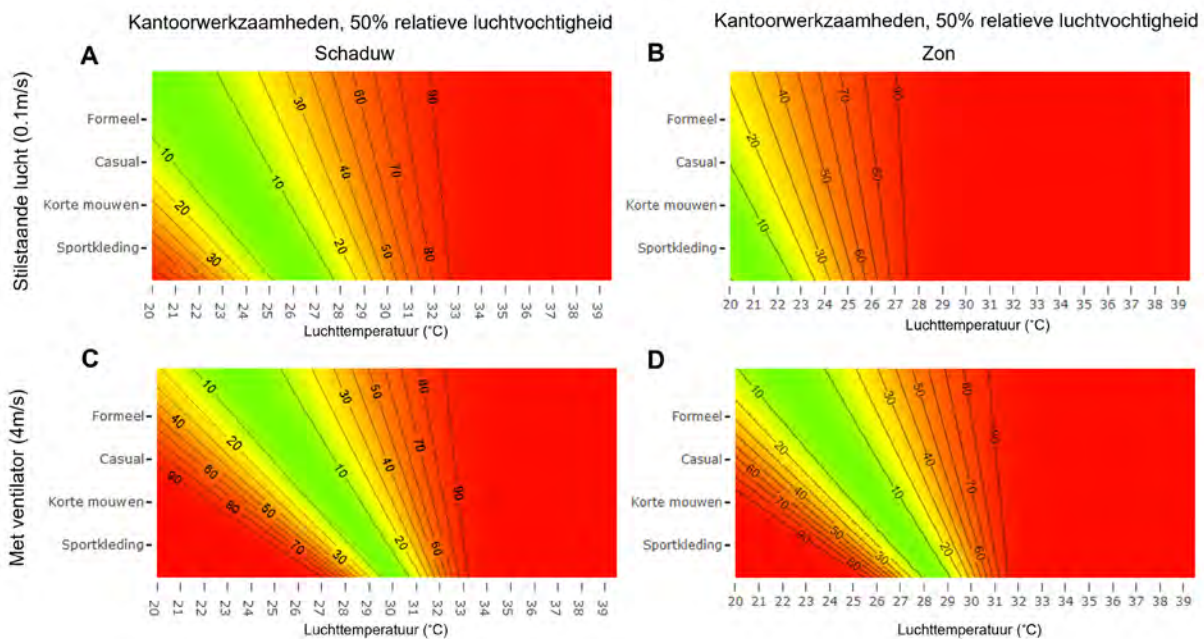 Kantoorwerkzaamheden, 50% relatieve luchtvochtigheid
A
Schaduw
Stilstaande lucht (0.1m/s)
Formeel
Casual
Korte mouwen
Sportkleding
10
20
30
10
30
60
90
40
70
20
50
80
20 21 22 23 24 25 26 27 28 29 30 31 32 33 34 35 36 37 38 39
Luchttemperatuur (°C)
Kantoorwerkzaamheden, 50% relatieve luchtvochtigheid
B
Zon
Formeel
Casual
Korte mouwen
Sportkleding
40
70
90
80
20
50
60
10
30
60
20 21 22 23 24 25 26 27 28 29 30 31 32 33 34 35 36 37 38 39
Luchttemperatuur (°C)
C
Met ventilator (4m/s)
Formeel
Casual
Korte mouwen
Sportkleding
10
30
50
80
40
20
70
60
90
10
40
90
80
50
70
30
20
60
20 21 22 23 24 25 26 27 28 29 30 31 32 33 34 35 36 37 38 39
Luchttemperatuur (°C)
D
Formeel
Casual
Korte mouwen
Sportkleding
10
30
50
80
90
20
40
60
70
40
10
70
50
90
30
20
60
20 21 22 23 24 25 26 27 28 29 30 31 32 33 34 35 36 37 38 39
Luchttemperatuur (°C)